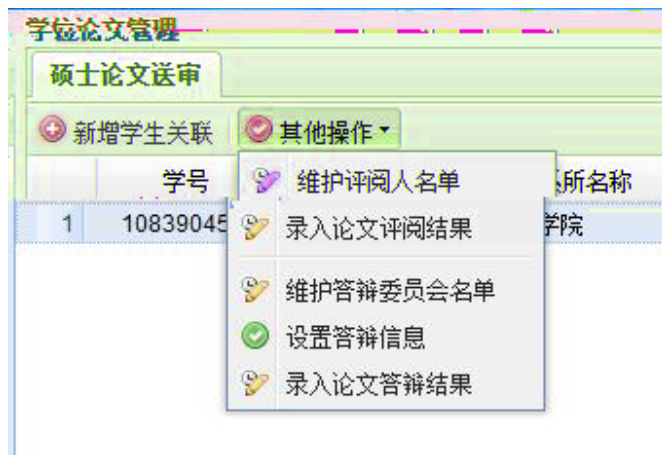 学位论文管理
硕士论文送审
新增学生关联 其他操作
学号 系所名称
1 10839045 学院
维护评阅人名单
录入论文评阅结果
维护答辩委员会名单
设置答辩信息
录入论文答辩结果